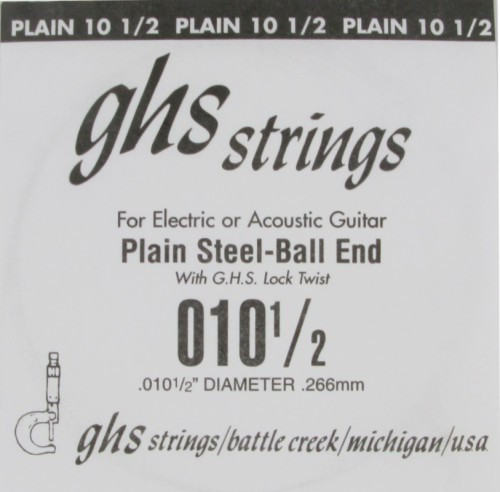 PLAIN 10 1/2 PLAIN 10 1/2 PLAIN 10 1/2
ghs strings
For Electric or Acoustic Guitar
Plain Steel-Ball End
With G.H.S. Lock Twist
010 1/2
.010 1/2" DIAMETER .266mm
ghs strings/battle creek/michigan/u.s.a.